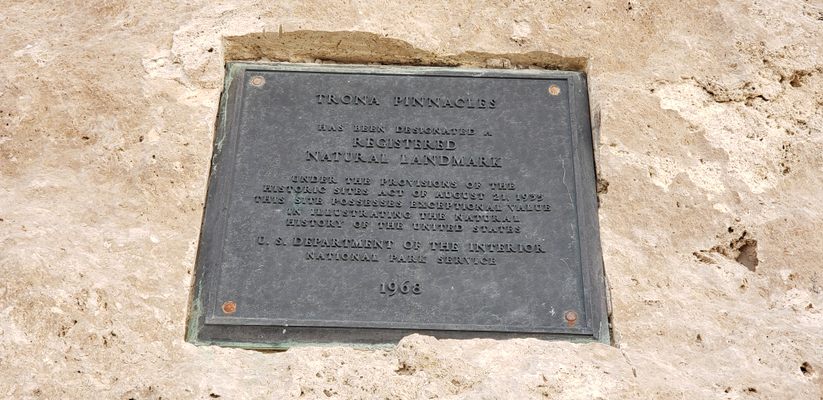 TRONA PINNACLES
HAS BEEN DESIGNATED A
REGISTERED
NATURAL LANDMARK
UNDER THE PROVISIONS OF THE
HISTORIC SITES ACT OF AUGUST 21, 1935
THIS SITE POSSESSES EXCEPTIONAL VALUE
IN ILLUSTRATING THE NATURAL
HISTORY OF THE UNITED STATES
U. S. DEPARTMENT OF THE INTERIOR
NATIONAL PARK SERVICE
1968